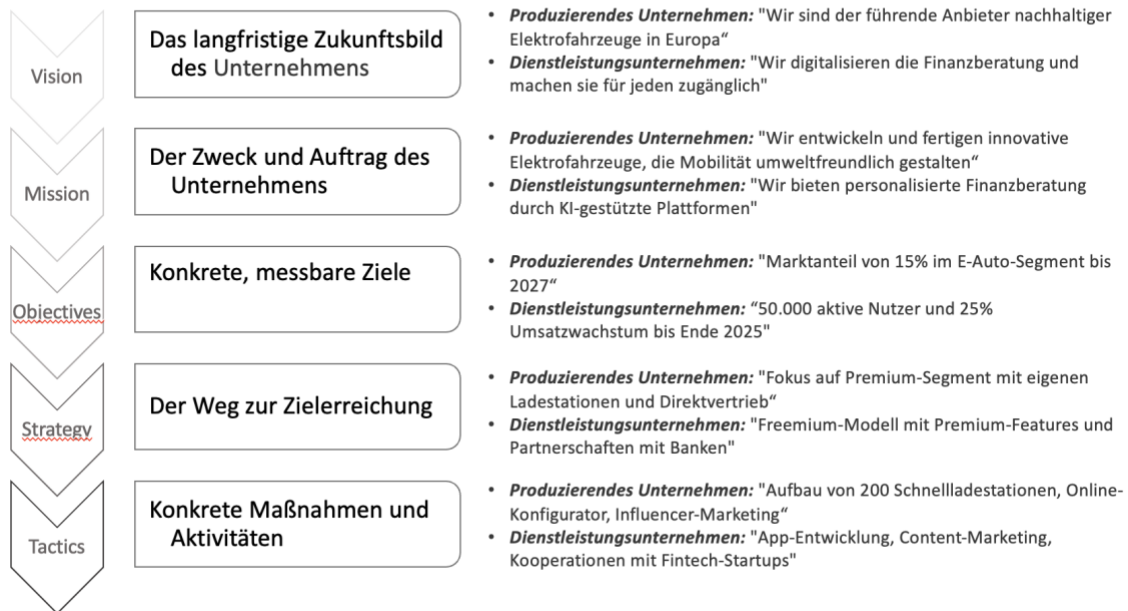 Vision
Das langfristige Zukunftsbild
des Unternehmens
• Produzierendes Unternehmen: "Wir sind der führende Anbieter nachhaltiger
Elektrofahrzeuge in Europa“
• Dienstleistungsunternehmen: "Wir digitalisieren die Finanzberatung und
machen sie für jeden zugänglich"
Mission
Der Zweck und Auftrag des
Unternehmens
• Produzierendes Unternehmen: "Wir entwickeln und fertigen innovative
Elektrofahrzeuge, die Mobilität umweltfreundlich gestalten“
• Dienstleistungsunternehmen: "Wir bieten personalisierte Finanzberatung
durch KI-gestützte Plattformen"
Objectives
Konkrete, messbare Ziele
• Produzierendes Unternehmen: "Marktanteil von 15% im E-Auto-Segment bis
2027“
• Dienstleistungsunternehmen: “50.000 aktive Nutzer und 25%
Umsatzwachstum bis Ende 2025"
Strategy
Der Weg zur Zielerreichung
• Produzierendes Unternehmen: "Fokus auf Premium-Segment mit eigenen
Ladestationen und Direktvertrieb“
• Dienstleistungsunternehmen: "Freemium-Modell mit Premium-Features und
Partnerschaften mit Banken"
Tactics
Konkrete Maßnahmen und
Aktivitäten
• Produzierendes Unternehmen: "Aufbau von 200 Schnellladestationen, Online-
Konfigurator, Influencer-Marketing“
• Dienstleistungsunternehmen: "App-Entwicklung, Content-Marketing,
Kooperationen mit Fintech-Startups"